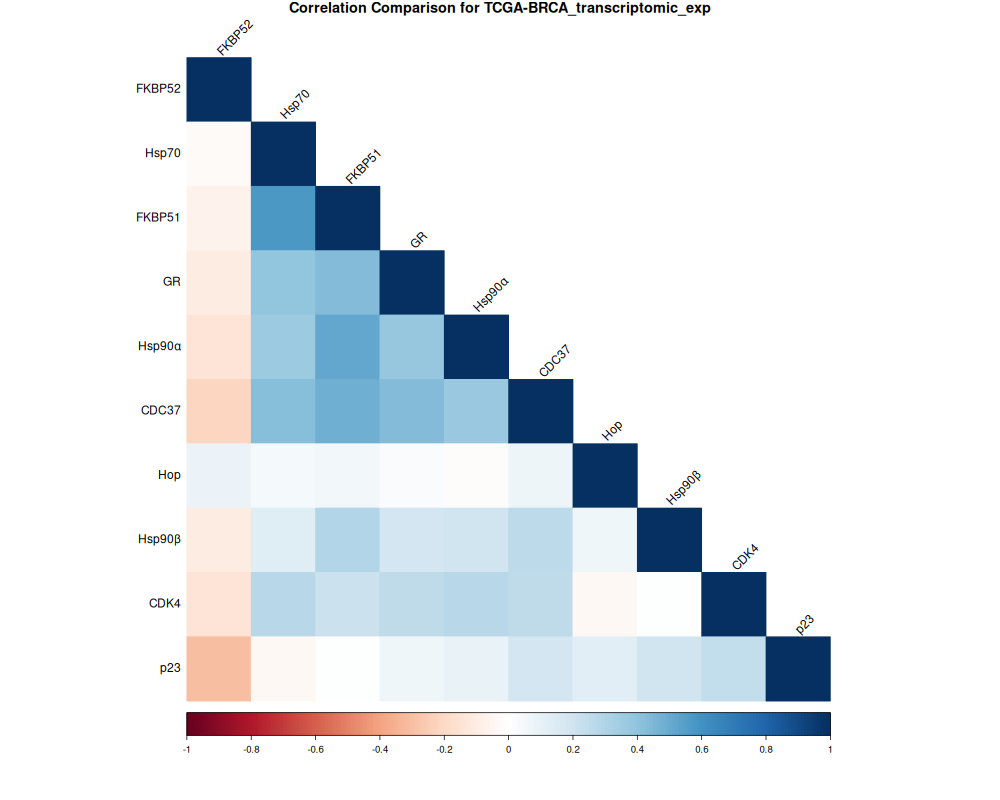 Correlation Comparison for TCGA-BRCA_transcriptomic_exp
FKBP52
FKBP52
Hsp70
Hsp70
FKBP51
FKBP51
GR
GR
Hsp90α
Hsp90α
CDC37
CDC37
Hop
Hop
Hsp90β
Hsp90β
CDK4
CDK4
p23
p23
-1 -0.8 -0.6 -0.4 -0.2 0 0.2 0.4 0.6 0.8 1